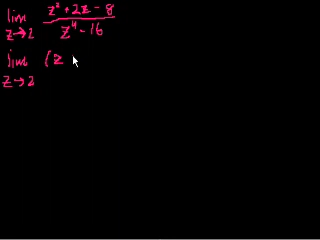 lim z² + 2z - 8
z→2 z⁴ - 16
lim (z
z→2